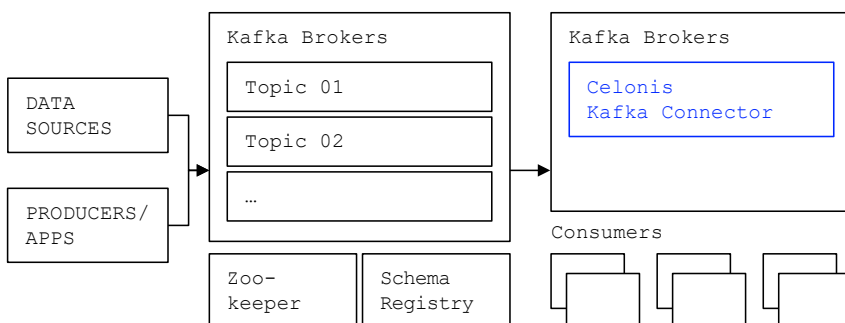 DATA
SOURCES
PRODUCERS/
APPS
Kafka Brokers
Topic 01
Topic 02
…
Zoo-
keeper
Schema
Registry
Kafka Brokers
Celonis
Kafka Connector
Consumers